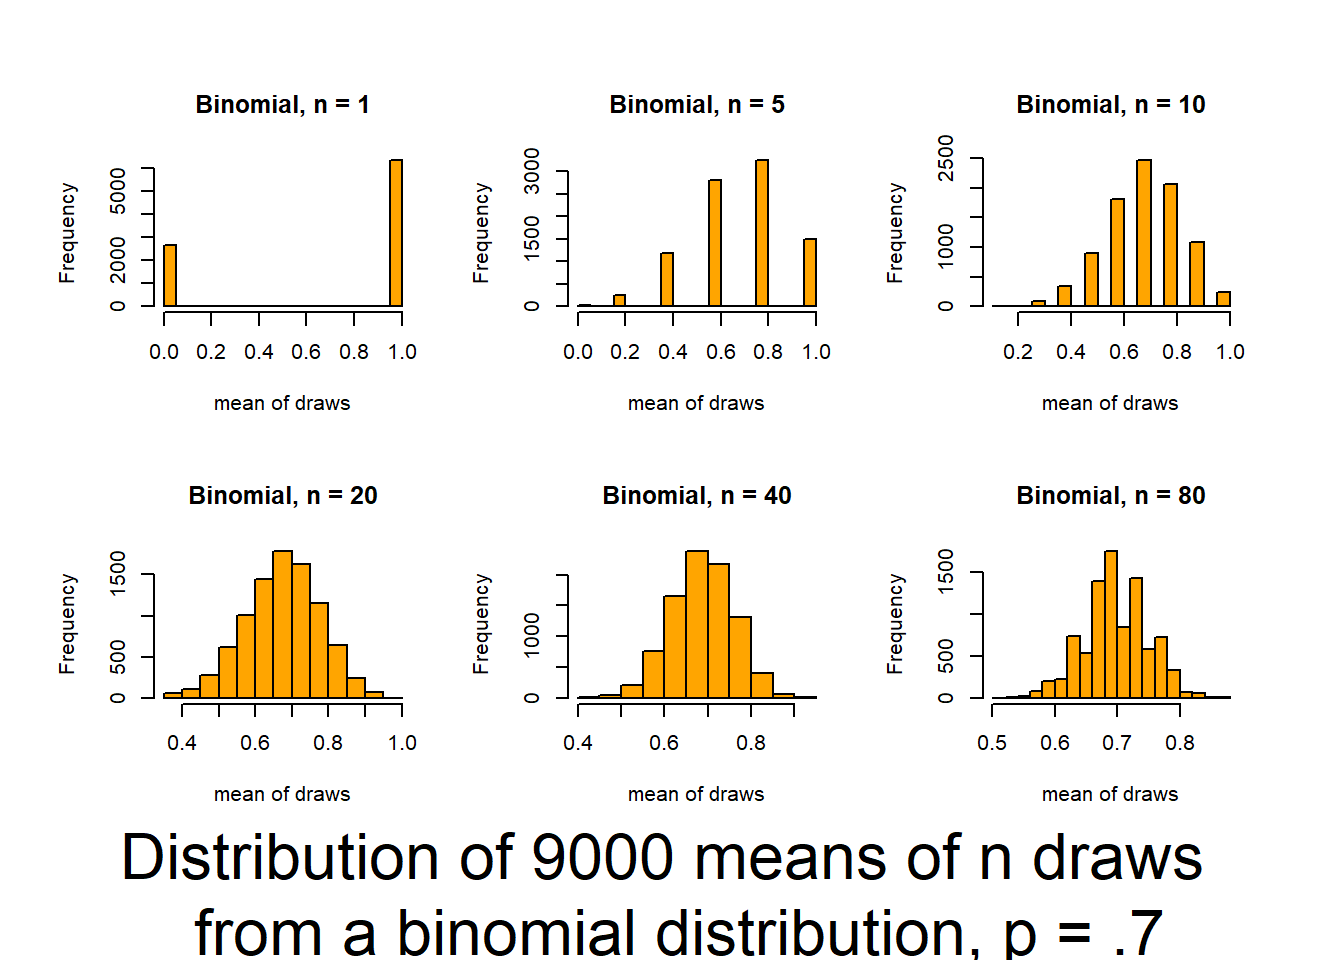 Binomial, n = 1
Frequency
0 2000 5000
0.0 0.2 0.4 0.6 0.8 1.0
mean of draws
Binomial, n = 5
Frequency
0 1500 3000
0.0 0.2 0.4 0.6 0.8 1.0
mean of draws
Binomial, n = 10
Frequency
0 1000 2500
0.2 0.4 0.6 0.8 1.0
mean of draws
Binomial, n = 20
Frequency
0 500 1500
0.4 0.6 0.8 1.0
mean of draws
Binomial, n = 40
Frequency
0 1000
0.4 0.6 0.8
mean of draws
Binomial, n = 80
Frequency
0 500 1500
0.5 0.6 0.7 0.8
mean of draws
Distribution of 9000 means of n draws
from a binomial distribution, p = .7